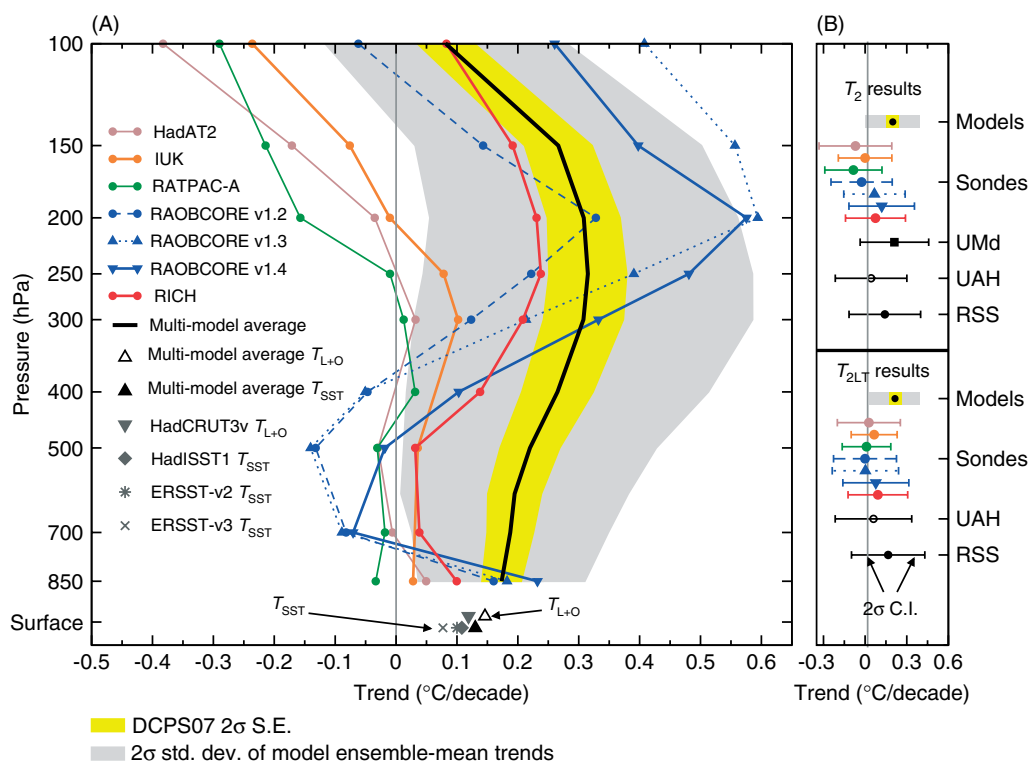 (A)
100
150
200
250
300
400
500
700
850
Surface
Pressure (hPa)
HadAT2
IUK
RATPAC-A
RAOBCORE v1.2
RAOBCORE v1.3
RAOBCORE v1.4
RICH
Multi-model average
Multi-model average T_L+O
Multi-model average T_SST
HadCRUT3v T_L+O
HadISST1 T_SST
ERSST-v2 T_SST
ERSST-v3 T_SST
T_SST
T_L+O
-0.5 -0.4 -0.3 -0.2 -0.1 0 0.1 0.2 0.3 0.4 0.5 0.6
Trend (°C/decade)
DCPS07 2σ S.E.
2σ std. dev. of model ensemble-mean trends
(B)
T_2 results
Models
Sondes
UMd
UAH
RSS
T_2LT results
Models
Sondes
UAH
RSS
2σ C.I.
-0.3 0 0.3 0.6
Trend (°C/decade)